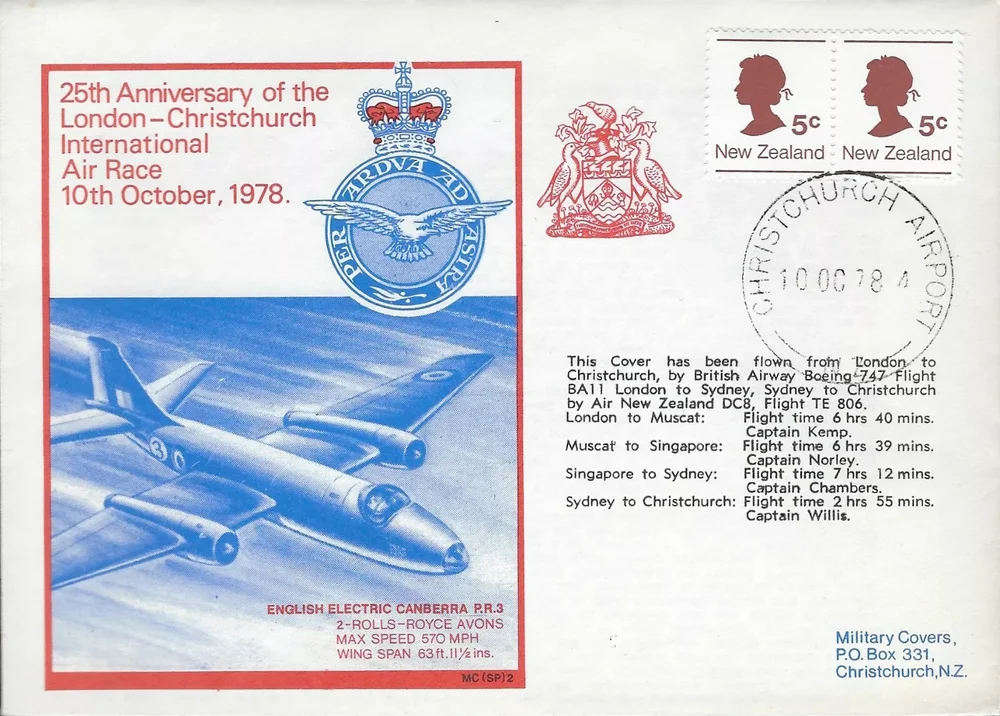 25th Anniversary of the
London-Christchurch
International
Air Race
10th October, 1978.
PER ARDVA AD ASTRA
5c 5c
New Zealand New Zealand
CHRISTCHURCH AIRPORT
10 OC 78 4
This Cover has been flown from London to
Christchurch, by British Airway Boeing 747 Flight
BA11 London to Sydney, Sydney to Christchurch
by Air New Zealand DC8, Flight TE 806.
London to Muscat: Flight time 6 hrs 40 mins.
Captain Kemp.
Muscat to Singapore: Flight time 6 hrs 39 mins.
Captain Norley.
Singapore to Sydney: Flight time 7 hrs 12 mins.
Captain Chambers.
Sydney to Christchurch: Flight time 2 hrs 55 mins.
Captain Willis.
3
ENGLISH ELECTRIC CANBERRA P.R.3
2-ROLLS-ROYCE AVONS
MAX SPEED 570 MPH
WING SPAN 63 ft. 11½ ins.
MC (SP) 2
Military Covers,
P.O. Box 331,
Christchurch, N.Z.